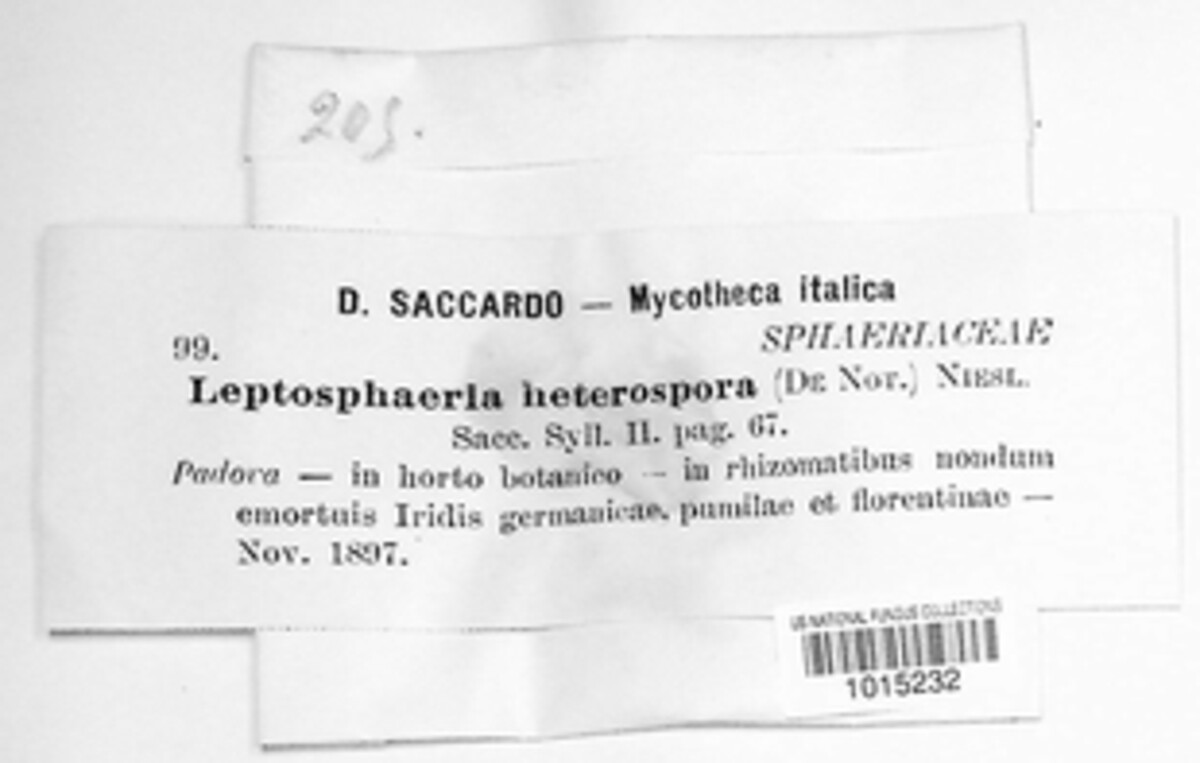 205.
D. SACCARDO — Mycotheca italica
99.
SPHAERIACEAE
Leptosphaeria heterospora (DE NOT.) NIESL.
Sacc. Syll. II. pag. 67.
Padova — in horto botanico — in rhizomatibus nondum
emortuis Iridis germanicae, pumilae et florentinae —
Nov. 1897.
US NATIONAL FUNGUS COLLECTIONS
1015232